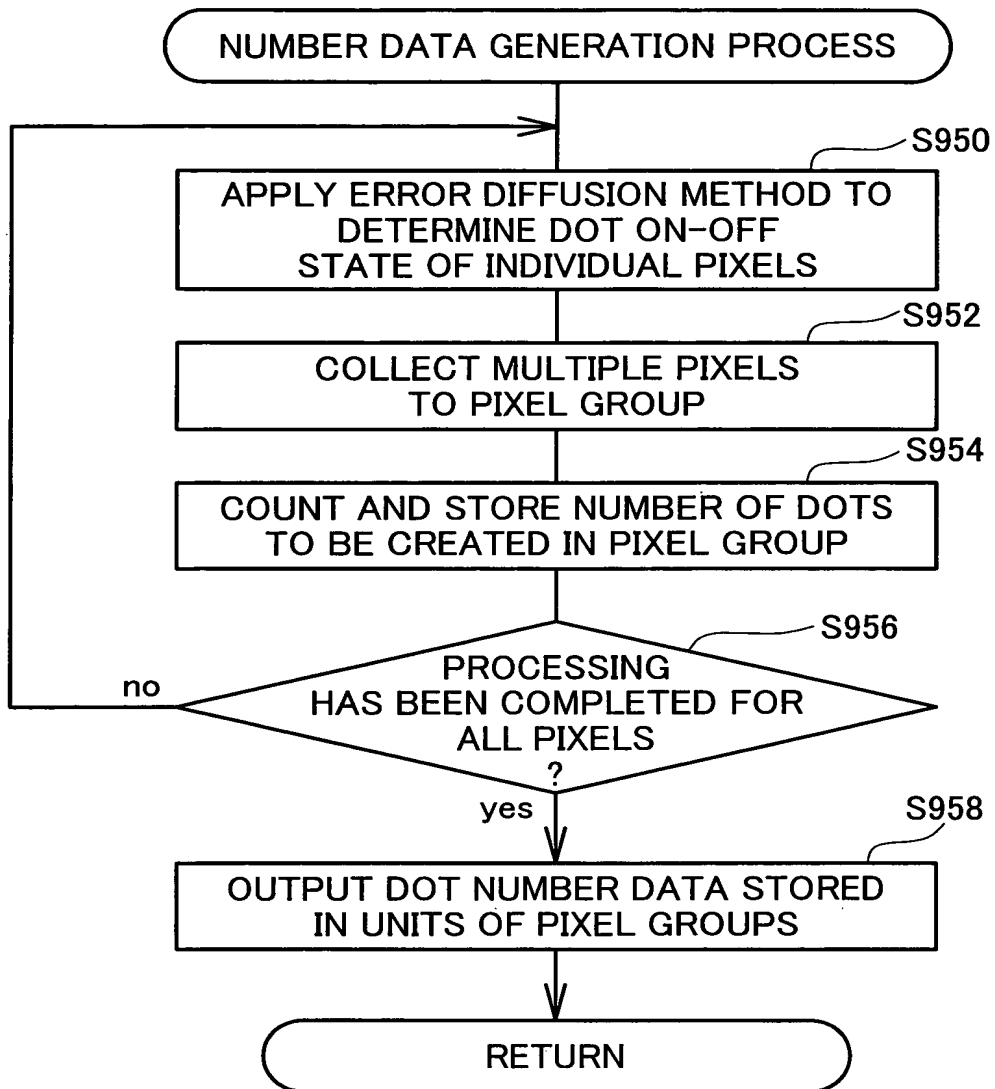 NUMBER DATA GENERATION PROCESS
S950
APPLY ERROR DIFFUSION METHOD TO
DETERMINE DOT ON-OFF
STATE OF INDIVIDUAL PIXELS
S952
COLLECT MULTIPLE PIXELS
TO PIXEL GROUP
S954
COUNT AND STORE NUMBER OF DOTS
TO BE CREATED IN PIXEL GROUP
S956
PROCESSING
HAS BEEN COMPLETED FOR
ALL PIXELS
?
no
yes
S958
OUTPUT DOT NUMBER DATA STORED
IN UNITS OF PIXEL GROUPS
RETURN